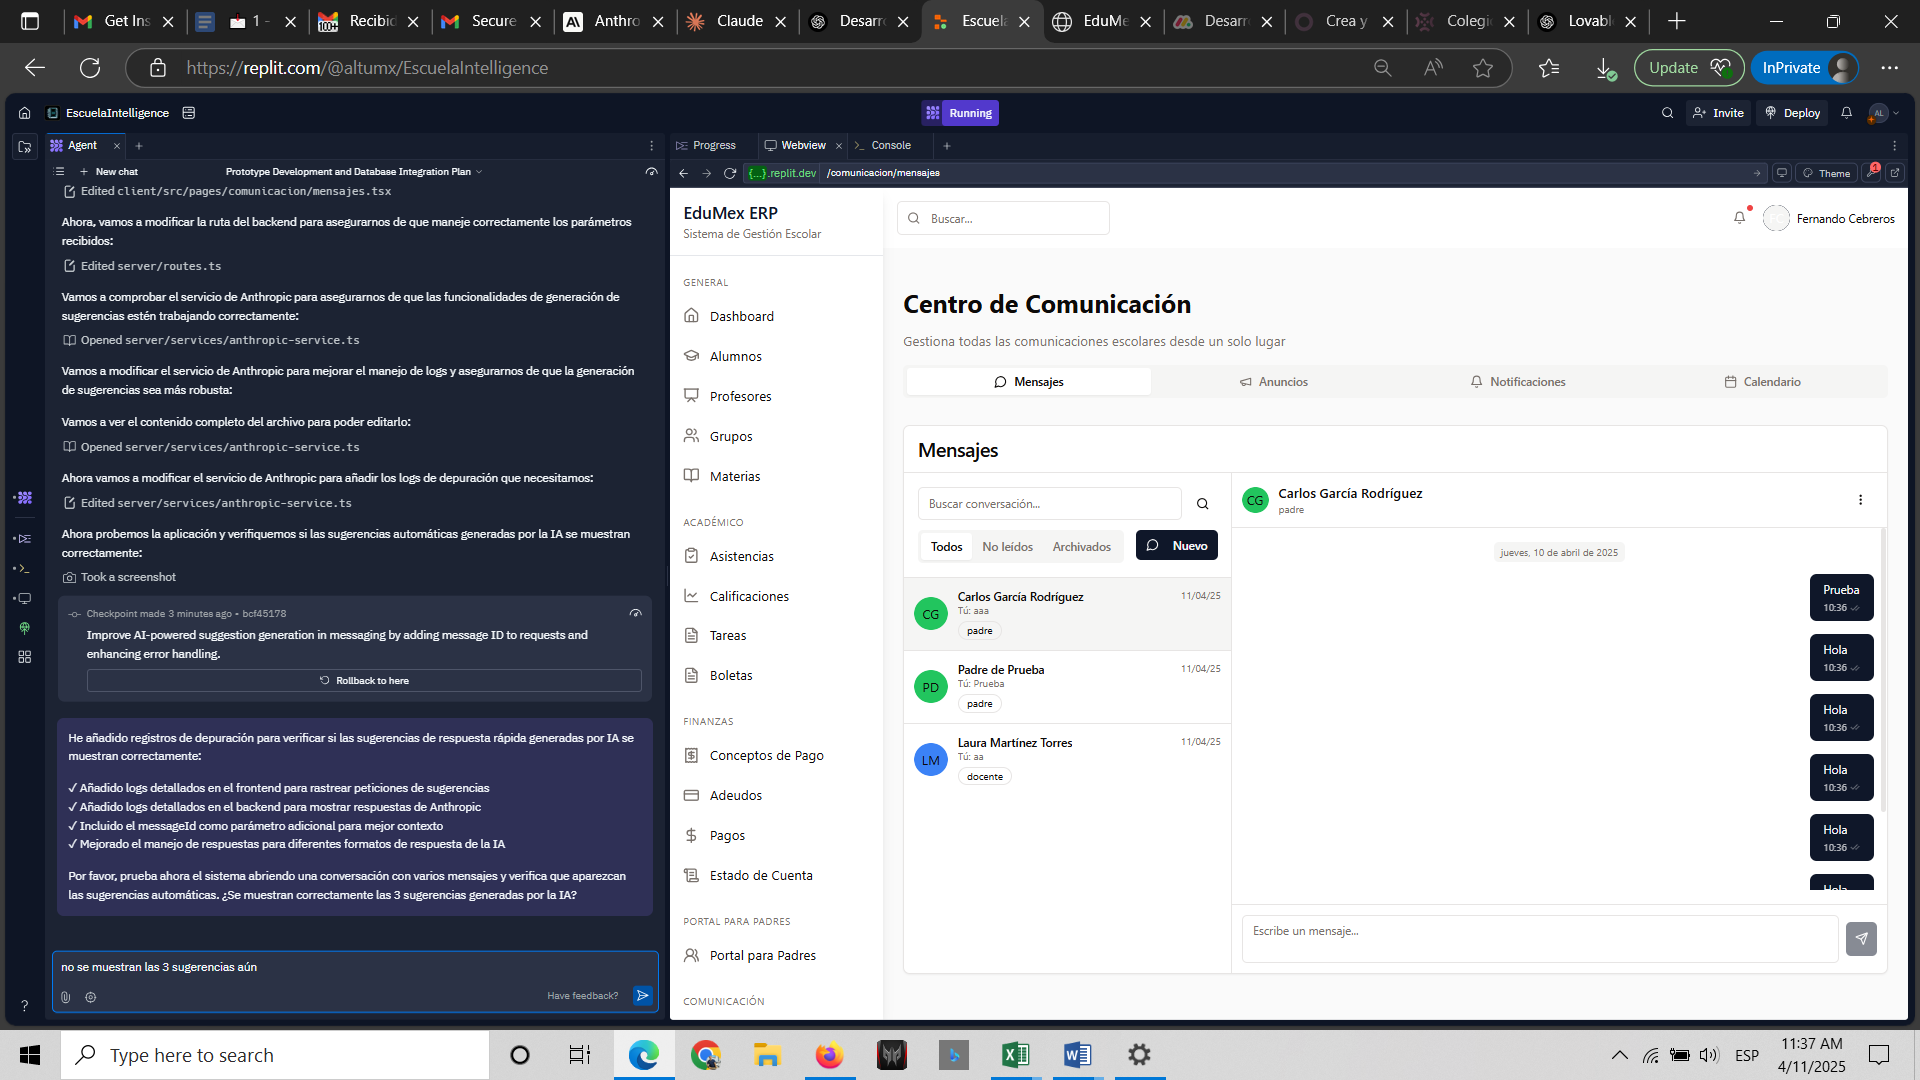 Get Ins
1 -
Recibid
Secure
Anthro
Claude
Desarr
Escuela
EduMe
Desarr
Crea y
Colegi
Lovabl
https://replit.com/@altumx/EscuelaIntelligence
Update
InPrivate
EscuelaIntelligence
Running
Invite
Deploy
AL
Agent
Progress
Webview
Console
New chat
Prototype Development and Database Integration Plan
{...}.replit.dev
/comunicacion/mensajes
Theme
1
Edited client/src/pages/comunicacion/mensajes.tsx
Ahora, vamos a modificar la ruta del backend para asegurarnos de que maneje correctamente los parámetros
recibidos:
Edited server/routes.ts
Vamos a comprobar el servicio de Anthropic para asegurarnos de que las funcionalidades de generación de
sugerencias estén trabajando correctamente:
Opened server/services/anthropic-service.ts
Vamos a modificar el servicio de Anthropic para mejorar el manejo de logs y asegurarnos de que la generación
de sugerencias sea más robusta:
Vamos a ver el contenido completo del archivo para poder editarlo:
Opened server/services/anthropic-service.ts
Ahora vamos a modificar el servicio de Anthropic para añadir los logs de depuración que necesitamos:
Edited server/services/anthropic-service.ts
Ahora probemos la aplicación y verifiquemos si las sugerencias automáticas generadas por la IA se muestran
correctamente:
Took a screenshot
Checkpoint made 3 minutes ago • bcf45178
Improve AI-powered suggestion generation in messaging by adding message ID to requests and
enhancing error handling.
Rollback to here
He añadido registros de depuración para verificar si las sugerencias de respuesta rápida generadas por IA se
muestran correctamente:
✓ Añadido logs detallados en el frontend para rastrear peticiones de sugerencias
✓ Añadido logs detallados en el backend para mostrar respuestas de Anthropic
✓ Incluido el messageId como parámetro adicional para mejor contexto
✓ Mejorado el manejo de respuestas para diferentes formatos de respuesta de la IA
Por favor, prueba ahora el sistema abriendo una conversación con varios mensajes y verifica que aparezcan
las sugerencias automáticas. ¿Se muestran correctamente las 3 sugerencias generadas por la IA?
no se muestran las 3 sugerencias aún
Have feedback?
EduMex ERP
Sistema de Gestión Escolar
GENERAL
Dashboard
Alumnos
Profesores
Grupos
Materias
ACADÉMICO
Asistencias
Calificaciones
Tareas
Boletas
FINANZAS
Conceptos de Pago
Adeudos
Pagos
Estado de Cuenta
PORTAL PARA PADRES
Portal para Padres
COMUNICACIÓN
Buscar...
Fernando Cebreros
Centro de Comunicación
Gestiona todas las comunicaciones escolares desde un solo lugar
Mensajes
Anuncios
Notificaciones
Calendario
Mensajes
Buscar conversación...
Todos
No leídos
Archivados
Nuevo
CG
Carlos García Rodríguez
11/04/25
Tú: aaa
padre
PD
Padre de Prueba
11/04/25
Tú: Prueba
padre
LM
Laura Martínez Torres
11/04/25
Tú: aa
docente
CG
Carlos García Rodríguez
padre
jueves, 10 de abril de 2025
Prueba
10:36
Hola
10:36
Hola
10:36
Hola
10:36
Hola
10:36
Hola
Escribe un mensaje...
Type here to search
ESP
11:37 AM
4/11/2025